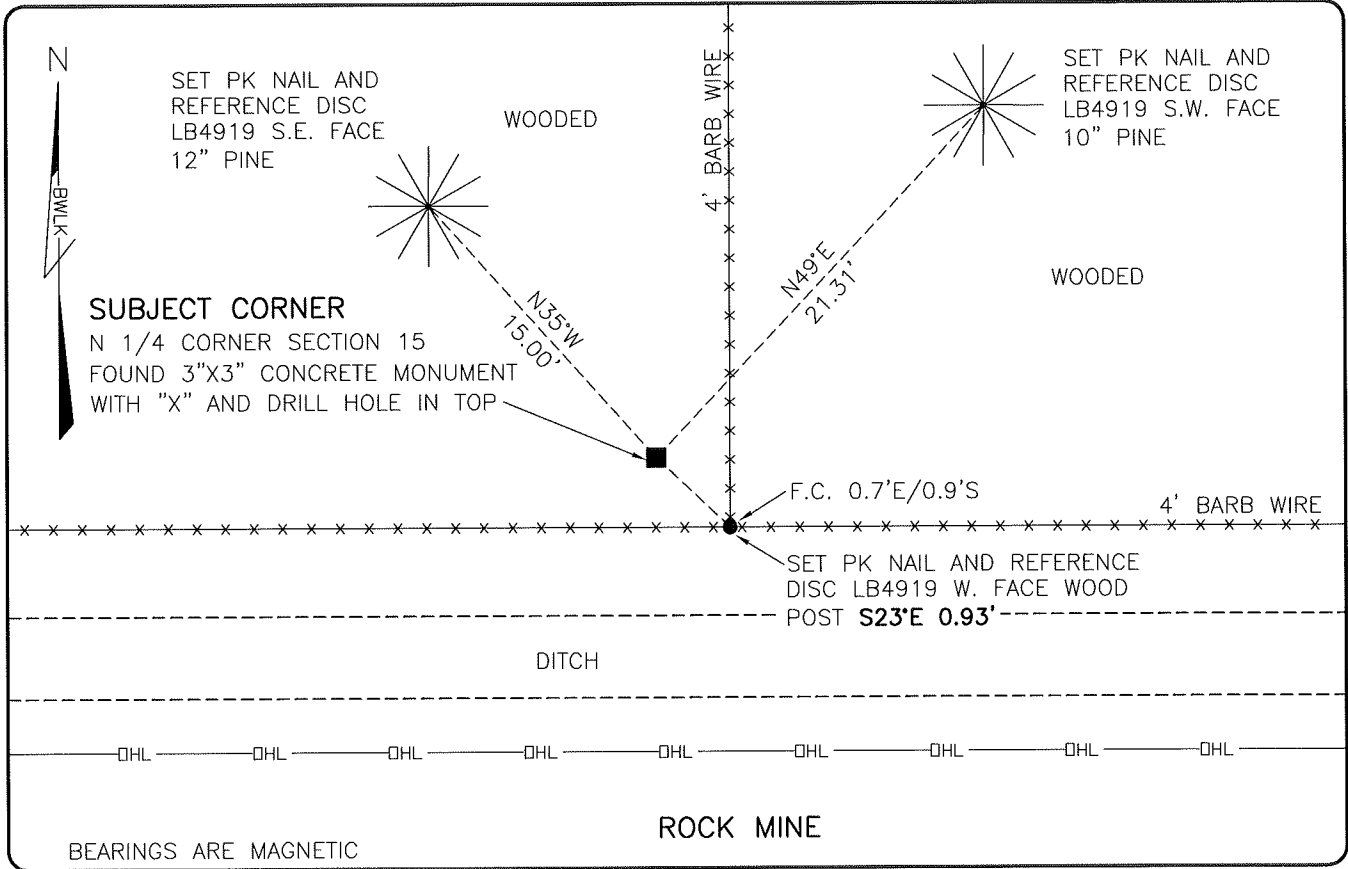 N
BWLK
SET PK NAIL AND
REFERENCE DISC
LB4919 S.E. FACE
12" PINE
WOODED
4' BARB WIRE
SET PK NAIL AND
REFERENCE DISC
LB4919 S.W. FACE
10" PINE
WOODED
N35°W
15.00'
N49°E
21.31'
SUBJECT CORNER
N 1/4 CORNER SECTION 15
FOUND 3"X3" CONCRETE MONUMENT
WITH "X" AND DRILL HOLE IN TOP
F.C. 0.7'E/0.9'S
4' BARB WIRE
SET PK NAIL AND REFERENCE
DISC LB4919 W. FACE WOOD
POST S23°E 0.93'
DITCH
OHL OHL OHL OHL OHL OHL OHL OHL OHL
ROCK MINE
BEARINGS ARE MAGNETIC